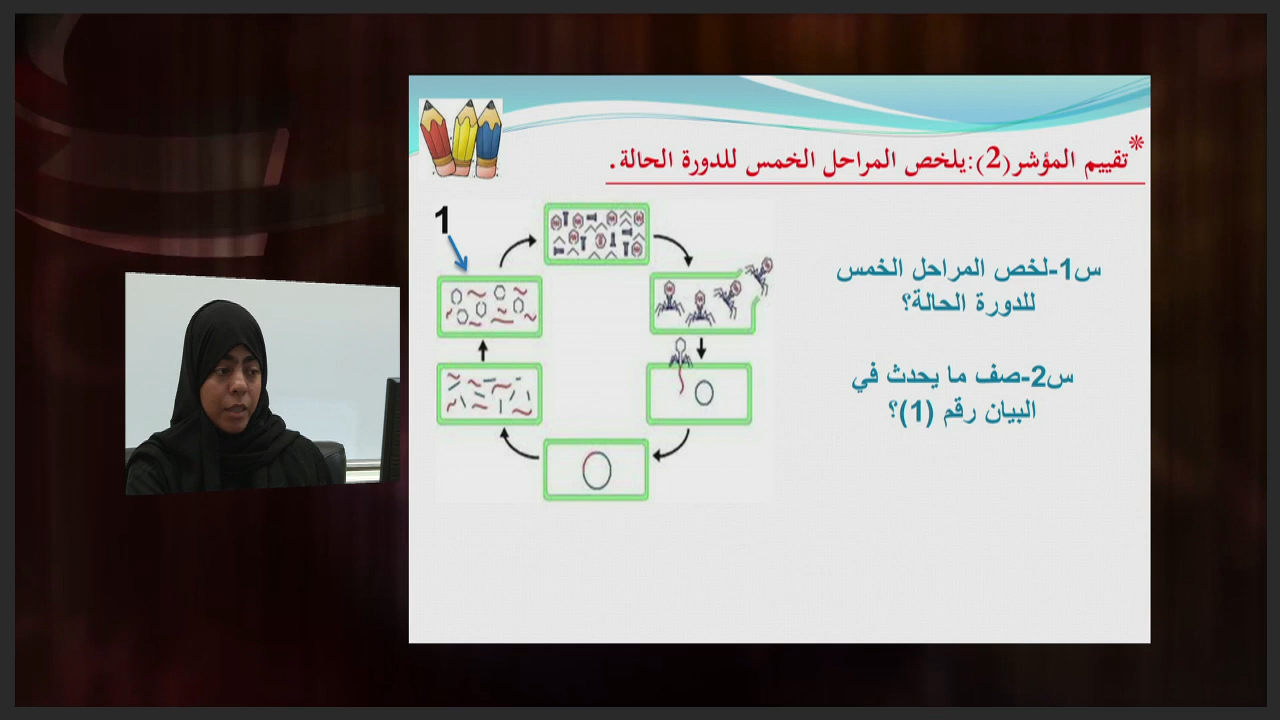 *تقييم المؤشر(2):يلخص المراحل الخمس للدورة الحالة.
1
س1-لخص المراحل الخمس
للدورة الحالة؟
س2-صف ما يحدث في
البيان رقم (1)؟